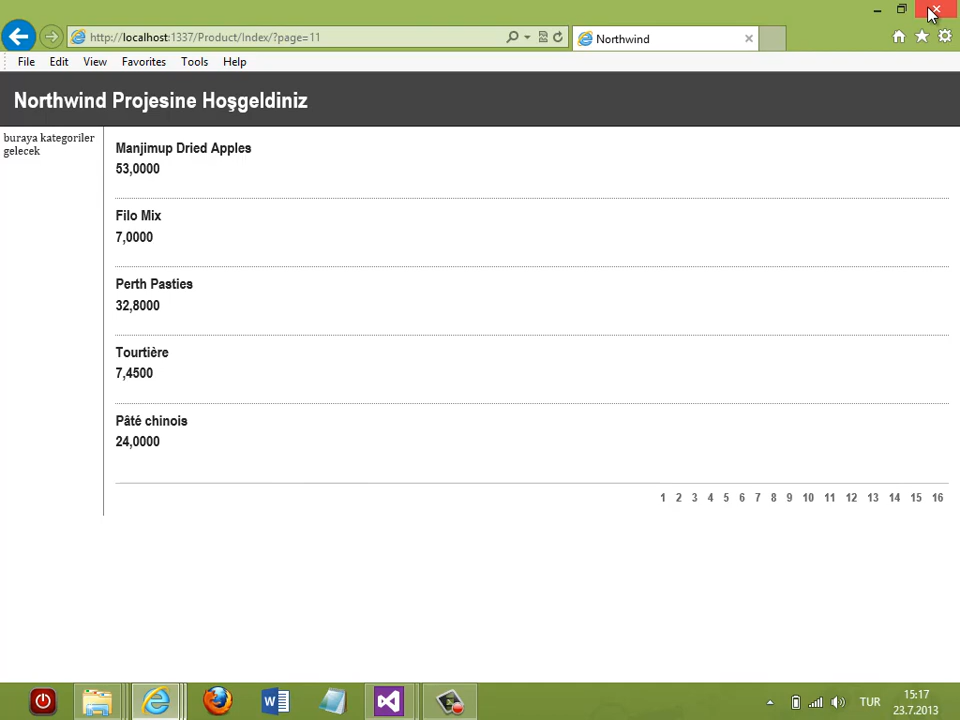 http://localhost:1337/Product/Index/?page=11
Northwind
File Edit View Favorites Tools Help
Northwind Projesine Hoşgeldiniz
buraya kategoriler
gelecek
Manjimup Dried Apples
53,0000
Filo Mix
7,0000
Perth Pasties
32,8000
Tourtière
7,4500
Pâté chinois
24,0000
1 2 3 4 5 6 7 8 9 10 11 12 13 14 15 16
TUR
15:17
23.7.2013